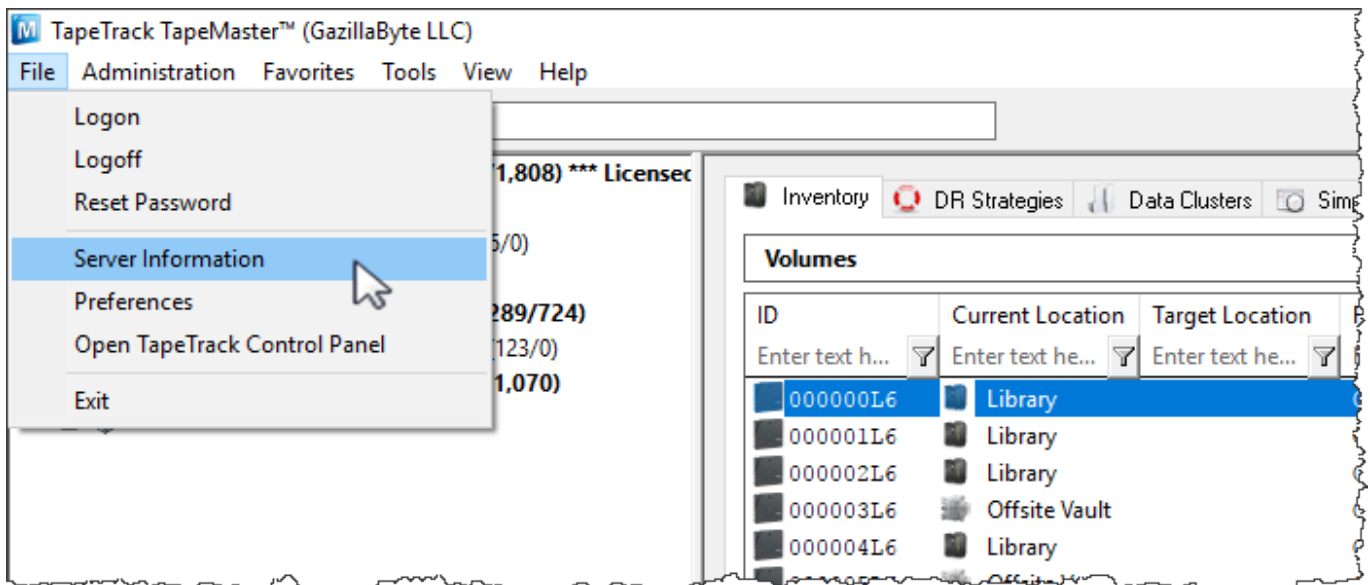 TapeTrack TapeMaster™ (GazillaByte LLC)
File Administration Favorites Tools View Help
Logon
Logoff
Reset Password
Server Information
Preferences
Open TapeTrack Control Panel
Exit
1,808) *** Licensed
/0)
289/724)
123/0)
1,070)
Inventory DR Strategies Data Clusters
Volumes
ID Current Location Target Location
Enter text h... Enter text he... Enter text he...
000000L6 Library
000001L6 Library
000002L6 Library
000003L6 Offsite Vault
000004L6 Library